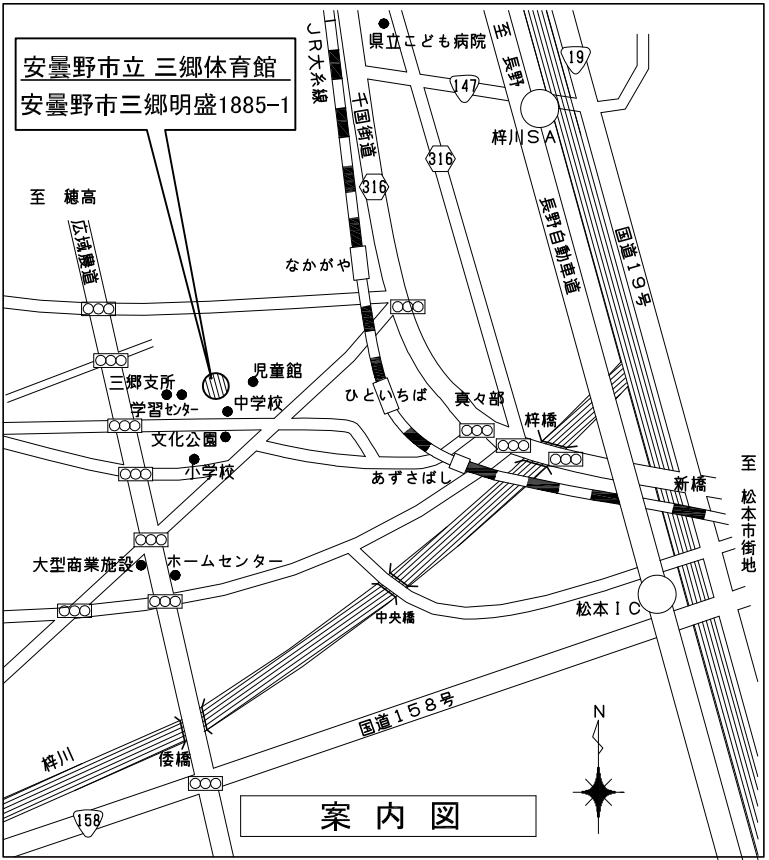 県立こども病院
JR大糸線
至 長野
19
安曇野市立 三郷体育館
安曇野市三郷明盛1885-1
147
千国街道
梓川SA
316
316
至 穂高
広域農道
長野自動車道
国道19号
なかがや
三郷支所
児童館
学習センター
中学校
ひといちば
真々部
梓橋
文化公園
小学校
あずさばし
新橋
至 松本市街地
大型商業施設
ホームセンター
中央橋
松本IC
国道158号
梓川
倭橋
N
158
案内図